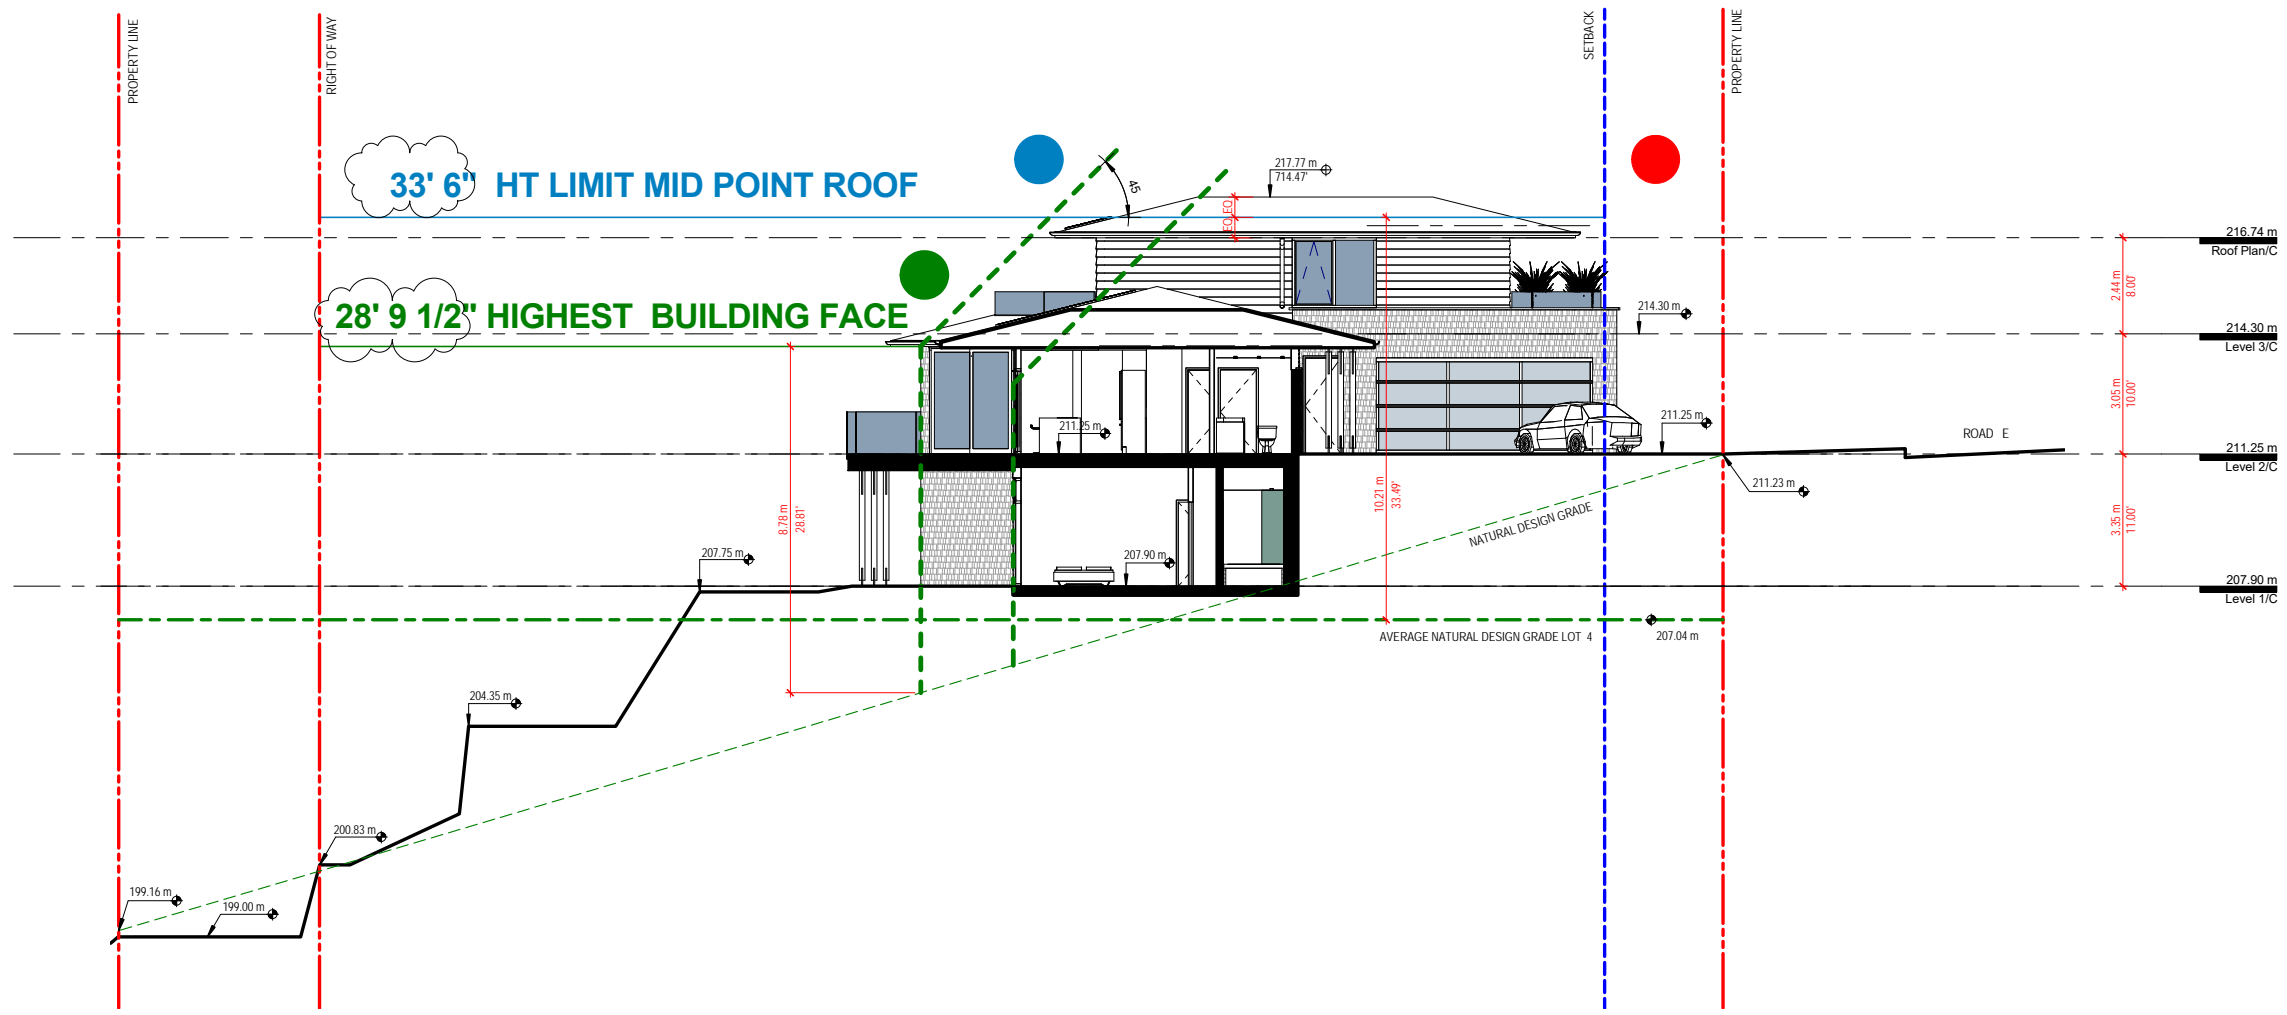 PROPERTY LINE
RIGHT OF WAY
SETBACK
PROPERTY LINE
33' 6"  HT LIMIT MID POINT ROOF
45
217.77 m
714.47'
EQ EQ
216.74 m
Roof Plan/C
2.44 m
8.00'
28' 9 1/2" HIGHEST  BUILDING FACE
214.30 m
214.30 m
Level 3/C
3.05 m
10.00'
211.25 m
211.25 m
ROAD  E
211.25 m
Level 2/C
211.23 m
10.21 m
33.49'
8.78 m
28.81'
NATURAL DESIGN GRADE
3.35 m
11.00'
207.75 m
207.90 m
207.90 m
Level 1/C
AVERAGE NATURAL DESIGN GRADE LOT  4
207.04 m
204.35 m
200.83 m
199.16 m
199.00 m